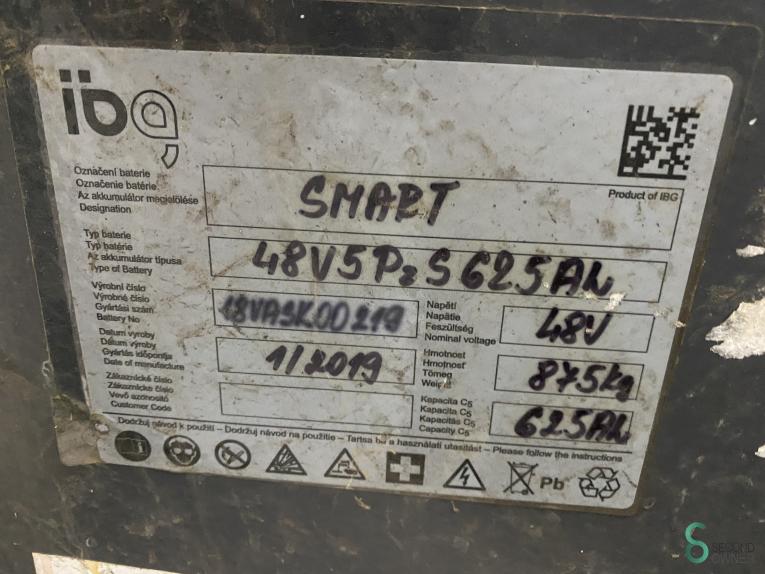 ibg
Product of IBG
Označení baterie
Označenie batérie
Az akkumulátor megjelölése
Designation
SMART
Typ baterie
Typ batérie
Az akkumulátor típusa
Type of Battery
48V5PzS625Ah
Výrobní číslo
Výrobné číslo
Gyártási szám
Battery No
Napětí
Napätie
Feszültség
Nominal voltage
48V
Datum vyroby
Dátum výroby
Gyártás időpontja
Date of manufacture
1/2019
Hmotnost
Hmotnosť
Tömeg
Weight
875kg
Zákaznické číslo
Zákaznické číslo
Vevő azonosító
Customer Code
Kapacita C5
Kapacita C5
Kapacitás C5
Capacity C5
625Ah
Dodržuj návod k použití – Dodržuj návod na použitie – Tartsa be a használati utasítást – Please follow the instructions
Pb
SECOND
OWNER